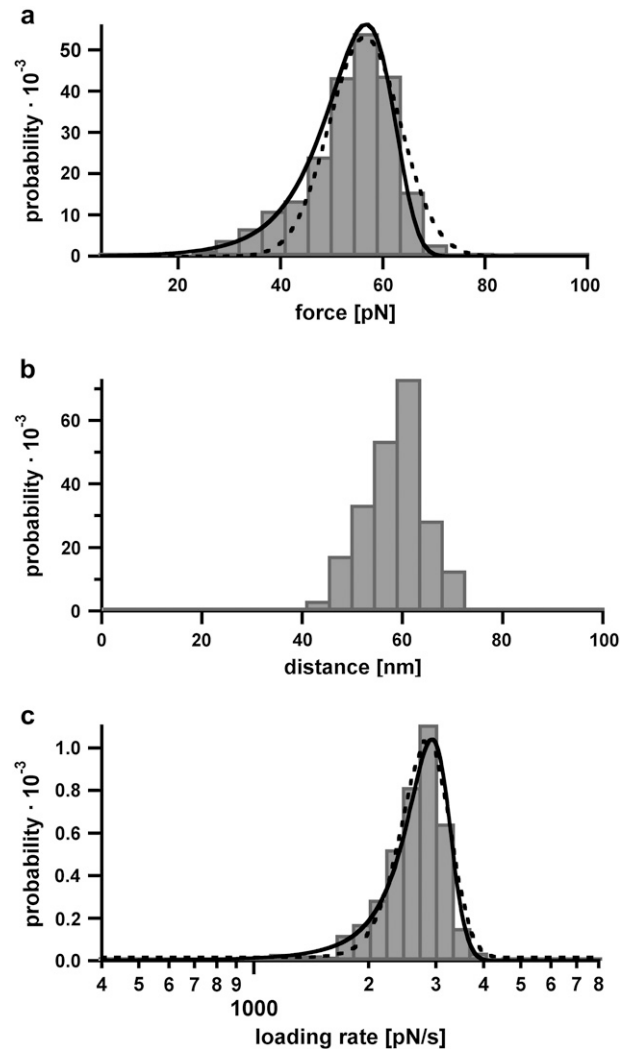 a
probability · 10⁻³
50
40
30
20
10
0
20 40 60 80 100
force [pN]
b
probability · 10⁻³
60
40
20
0
0 20 40 60 80 100
distance [nm]
c
probability · 10⁻³
1.0
0.8
0.6
0.4
0.2
0.0
4 5 6 7 8 9 2 3 4 5 6 7 8
1000
loading rate [pN/s]